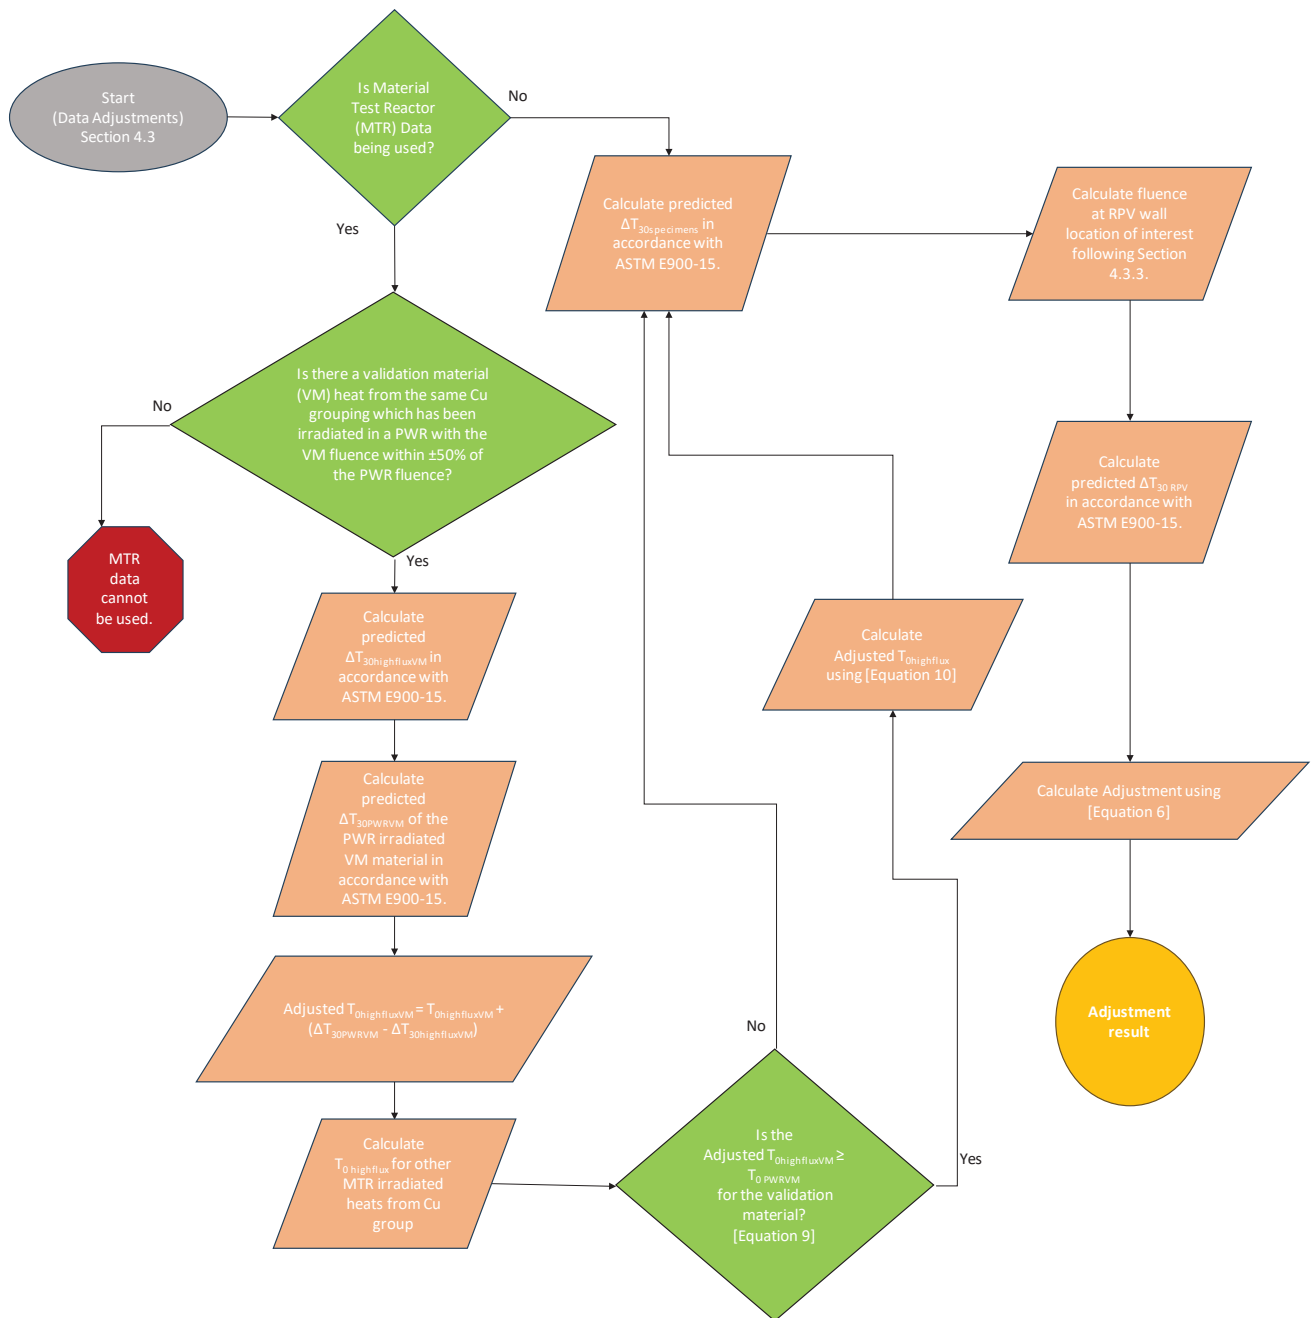 Start
(Data Adjustments)
Section 4.3
Is Material
Test Reactor
(MTR) Data
being used?
No
Yes
Calculate predicted
ΔT30specimens in
accordance with
ASTM E900-15.
Calculate fluence
at RPV wall
location of interest
following Section
4.3.3.
Is there a validation material
(VM) heat from the same Cu
grouping which has been
irradiated in a PWR with the
VM fluence within ±50% of
the PWR fluence?
No
Yes
MTR
data
cannot
be used.
Calculate
predicted ΔT30 RPV
in accordance with
ASTM E900-15.
Calculate
predicted
ΔT30highfluxVM in
accordance with
ASTM E900-15.
Calculate
Adjusted T0highflux
using [Equation 10]
Calculate
predicted
ΔT30PWRVM of the
PWR irradiated
VM material in
accordance with
ASTM E900-15.
Calculate Adjustment using
[Equation 6]
Adjusted T0highfluxVM = T0highfluxVM +
(ΔT30PWRVM - ΔT30highfluxVM)
Adjustment
result
No
Calculate
T0 highflux for other
MTR irradiated
heats from Cu
group
Is the
Adjusted T0highfluxVM ≥
T0 PWRVM
for the validation
material?
[Equation 9]
Yes